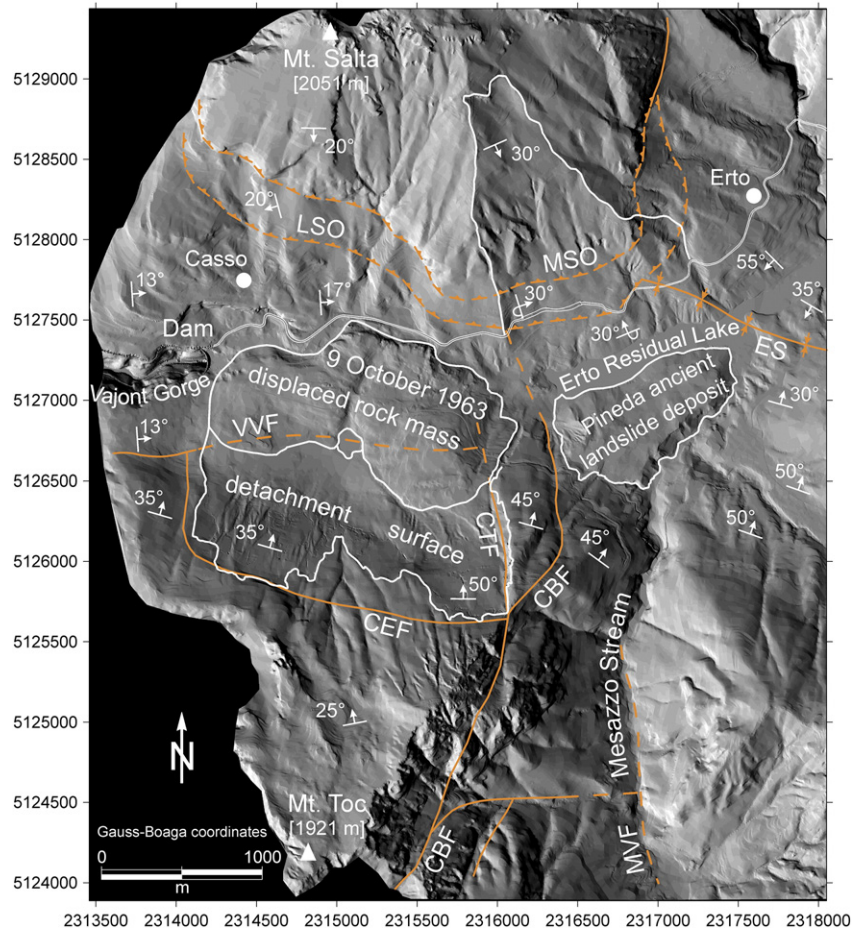 5129000
5128500
5128000
5127500
5127000
5126500
5126000
5125500
5125000
5124500
5124000
Mt. Salta
[2051 m]
20°
30°
Erto
20°
LSO
MSO
55°
Casso
13°
17°
30°
35°
Dam
30°
Erto Residual Lake
ES
Vajont Gorge
9 October 1963
displaced rock mass
Pineda ancient
landslide deposit
30°
13°
VVF
35°
detachment
surface
35°
CTF
45°
45°
50°
50°
50°
CBF
CEF
Mesazzo Stream
25°
N
Mt. Toc
[1921 m]
Gauss-Boaga coordinates
0 1000
m
CBF
MVF
2313500 2314000 2314500 2315000 2315500 2316000 2316500 2317000 2317500 2318000